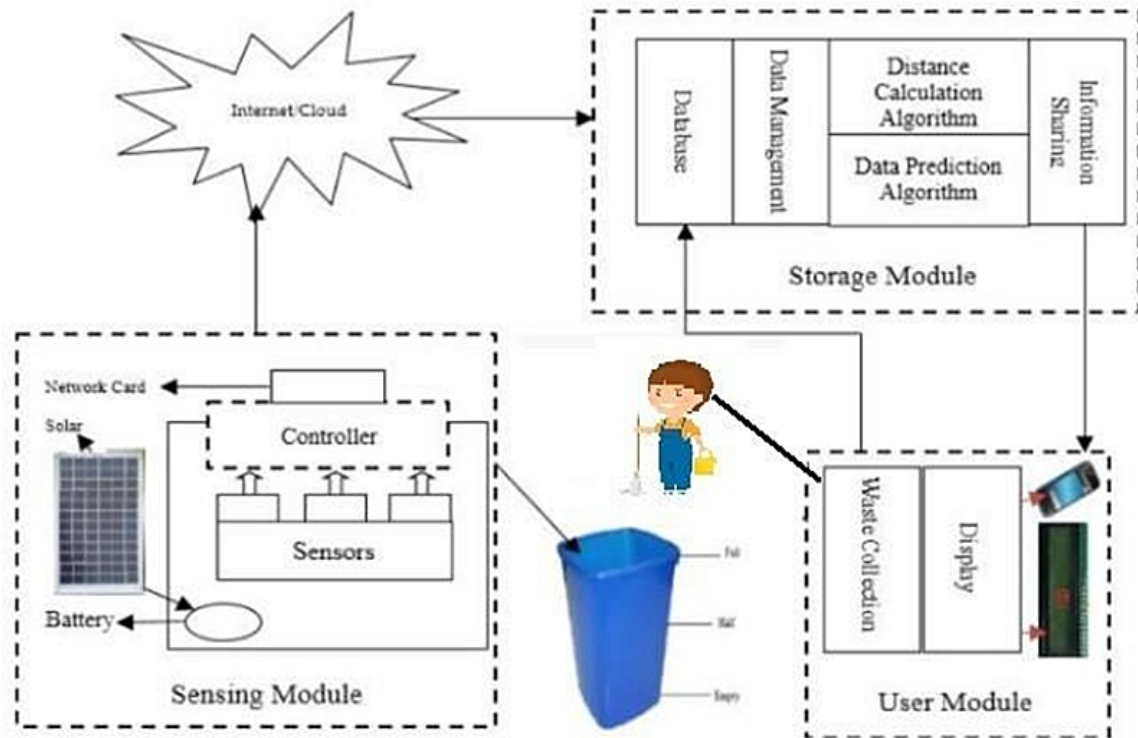 Internet/Cloud
Database
Data Management
Distance
Calculation
Algorithm
Data Prediction
Algorithm
Information
Sharing
Storage Module
Network Card
Solar
Controller
Sensors
Battery
Sensing Module
Full
Half
Empty
Waste Collection
Display
User Module